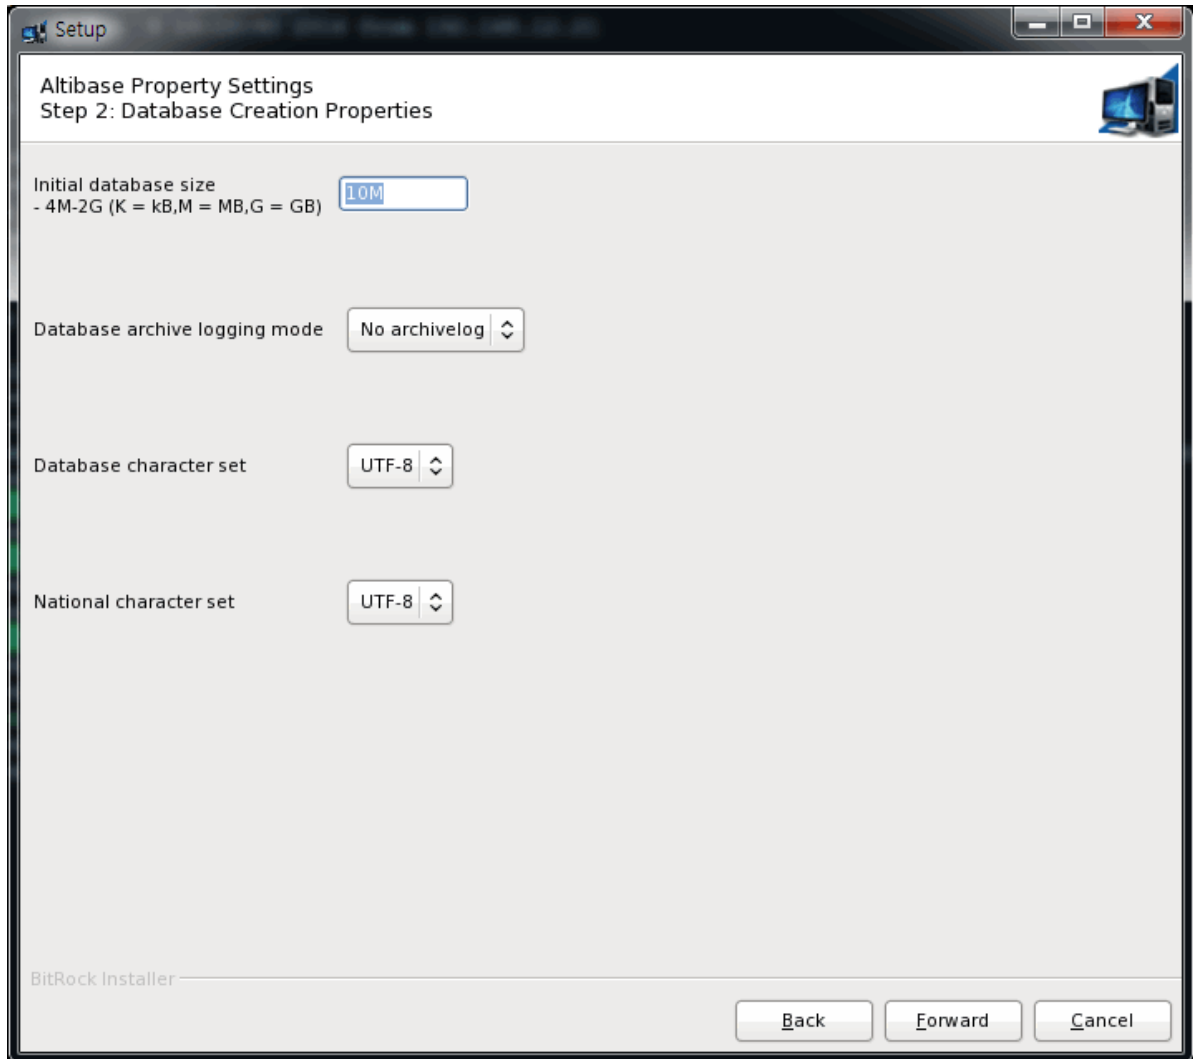 Setup
Altibase Property Settings
Step 2: Database Creation Properties
Initial database size
- 4M-2G (K = kB,M = MB,G = GB)
10M
Database archive logging mode
No archivelog
Database character set
UTF-8
National character set
UTF-8
BitRock Installer
Back
Forward
Cancel